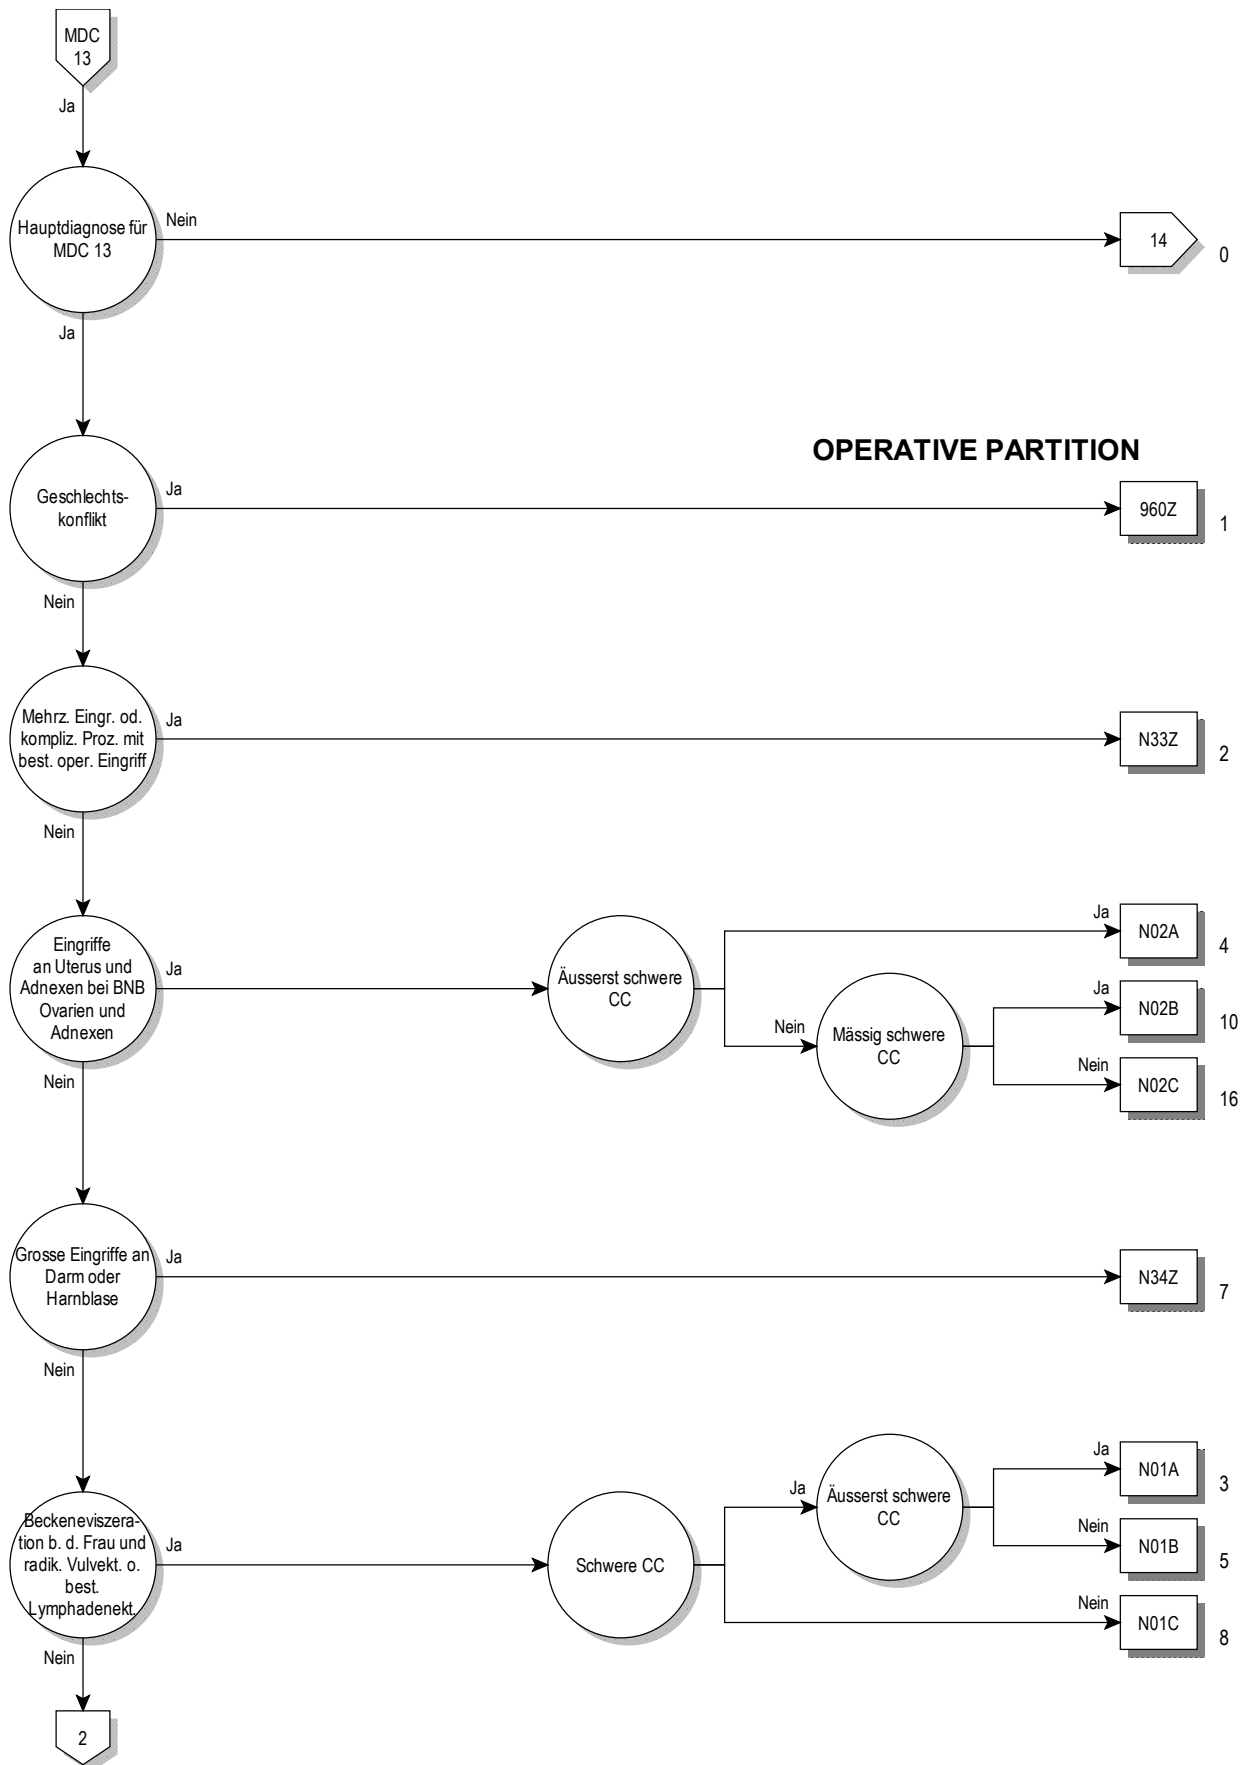 MDC
13
Ja
Hauptdiagnose für
MDC 13
Nein
14
0
Ja
OPERATIVE PARTITION
Geschlechts-
konflikt
Ja
960Z
1
Nein
Mehrz. Eingr. od.
kompliz. Proz. mit
best. oper. Eingriff
Ja
N33Z
2
Nein
Eingriffe
an Uterus und
Adnexen bei BNB
Ovarien und
Adnexen
Ja
Äusserst schwere
CC
Ja
N02A
4
Nein
Mässig schwere
CC
Ja
N02B
10
Nein
N02C
16
Nein
Grosse Eingriffe an
Darm oder
Harnblase
Ja
N34Z
7
Nein
Beckeneviszera-
tion b. d. Frau und
radik. Vulvekt. o.
best.
Lymphadenekt.
Ja
Schwere CC
Ja
Äusserst schwere
CC
Ja
N01A
3
Nein
N01B
5
Nein
N01C
8
Nein
2